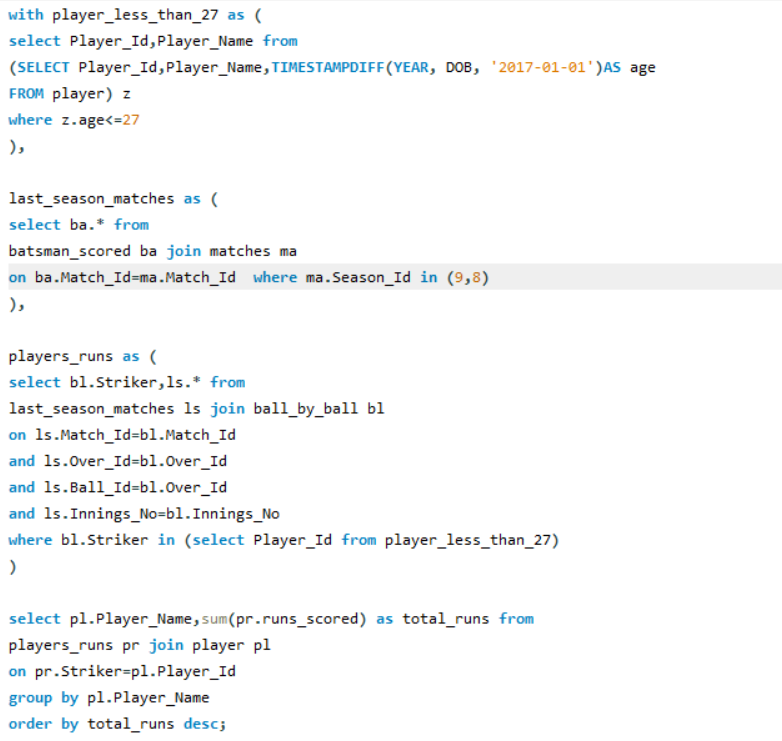 with player_less_than_27 as (
select Player_Id,Player_Name from
(SELECT Player_Id,Player_Name,TIMESTAMPDIFF(YEAR, DOB, '2017-01-01')AS age
FROM player) z
where z.age<=27
),
last_season_matches as (
select ba.* from
batsman_scored ba join matches ma
on ba.Match_Id=ma.Match_Id  where ma.Season_Id in (9,8)
),
players_runs as (
select bl.Striker,ls.* from
last_season_matches ls join ball_by_ball bl
on ls.Match_Id=bl.Match_Id
and ls.Over_Id=bl.Over_Id
and ls.Ball_Id=bl.Over_Id
and ls.Innings_No=bl.Innings_No
where bl.Striker in (select Player_Id from player_less_than_27)
)
select pl.Player_Name,sum(pr.runs_scored) as total_runs from
players_runs pr join player pl
on pr.Striker=pl.Player_Id
group by pl.Player_Name
order by total_runs desc;